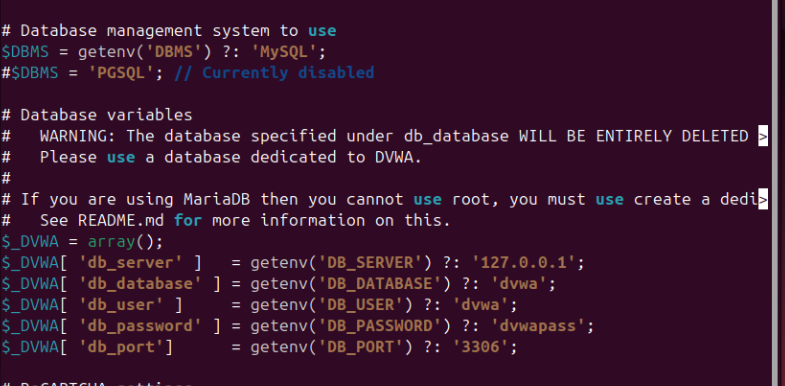 # Database management system to use
$DBMS = getenv('DBMS') ?: 'MySQL';
#$DBMS = 'PGSQL'; // Currently disabled
# Database variables
#   WARNING: The database specified under db_database WILL BE ENTIRELY DELETED >
#   Please use a database dedicated to DVWA.
#
# If you are using MariaDB then you cannot use root, you must use create a dedi>
#   See README.md for more information on this.
$_DVWA = array();
$_DVWA[ 'db_server' ]   = getenv('DB_SERVER') ?: '127.0.0.1';
$_DVWA[ 'db_database' ] = getenv('DB_DATABASE') ?: 'dvwa';
$_DVWA[ 'db_user' ]     = getenv('DB_USER') ?: 'dvwa';
$_DVWA[ 'db_password' ] = getenv('DB_PASSWORD') ?: 'dvwapass';
$_DVWA[ 'db_port']      = getenv('DB_PORT') ?: '3306';
# ReCAPTCHA settings